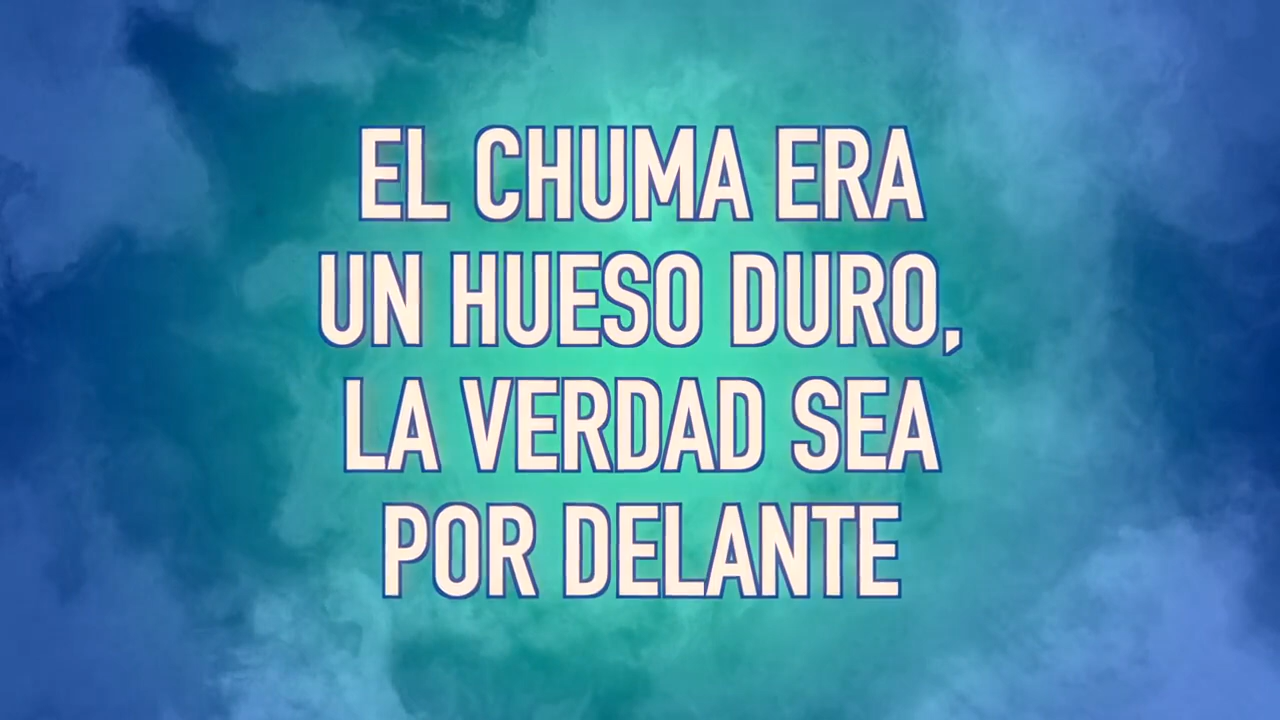 EL CHUMA ERA
UN HUESO DURO,
LA VERDAD SEA
POR DELANTE